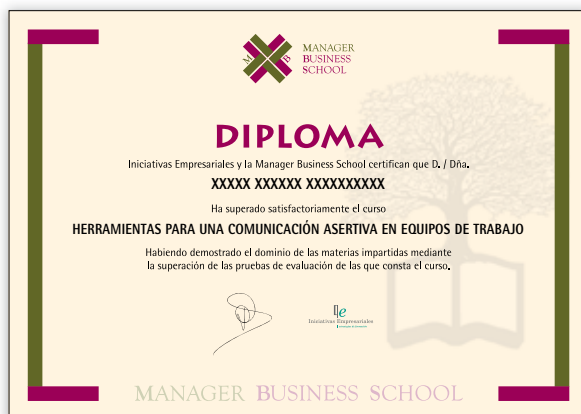 M B
MANAGER
BUSINESS
SCHOOL
DIPLOMA
Iniciativas Empresariales y la Manager Business School certifican que D. / Dña.
XXXXX XXXXXX XXXXXXXXXX
Ha superado satisfactoriamente el curso
HERRAMIENTAS PARA UNA COMUNICACIÓN ASERTIVA EN EQUIPOS DE TRABAJO
Habiendo demostrado el dominio de las materias impartidas mediante
la superación de las pruebas de evaluación de las que consta el curso.
Ie
Iniciativas Empresariales
MANAGER BUSINESS SCHOOL